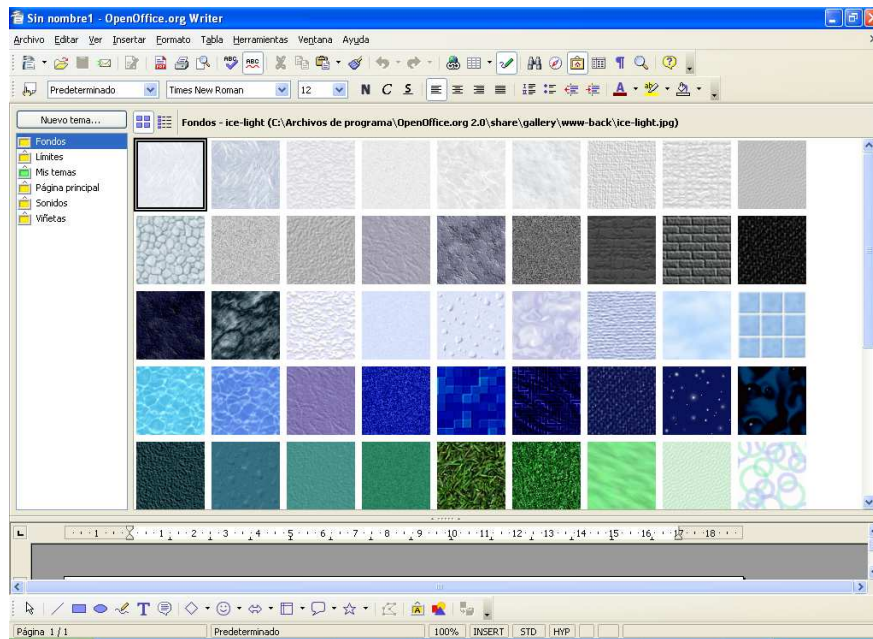 Sin nombre1 - OpenOffice.org Writer
Archivo Editar Ver Insertar Formato Tabla Herramientas Ventana Ayuda
Predeterminado Times New Roman 12 N C S
Nuevo tema... Fondos - ice-light (C:\Archivos de programa\OpenOffice.org 2.0\share\gallery\www-back\ice-light.jpg)
Fondos
Límites
Mis temas
Página principal
Sonidos
Viñetas
1 1 2 3 4 5 6 7 8 9 10 11 12 13 14 15 16 17 18
Página 1 / 1 Predeterminado 100% INSERT STD HYP